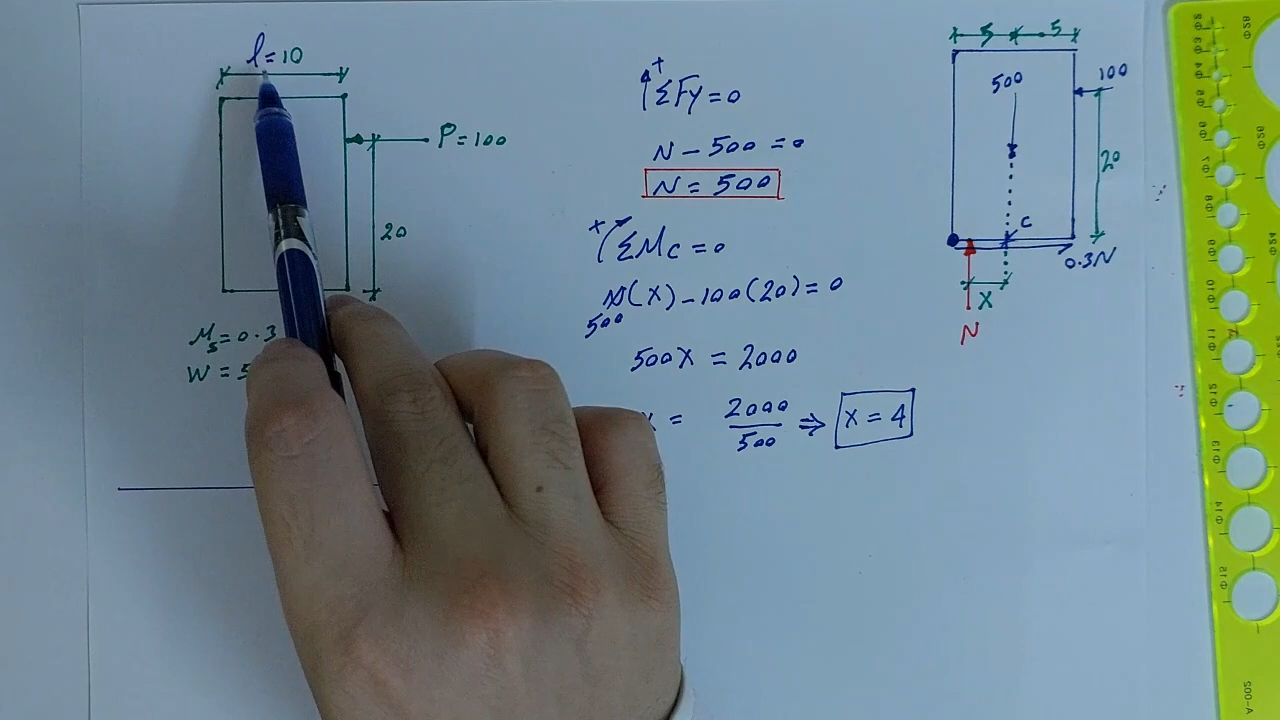 l = 10
P = 100
20
μs = 0.3
W = 5
+
ΣFy = 0
N - 500 = 0
N = 500
+
ΣMc = 0
N(X) - 100(20) = 0
500
500X = 2000
x = 2000/500 ⇒ x = 4
5 5
500
100
20
C
0.3N
X
N